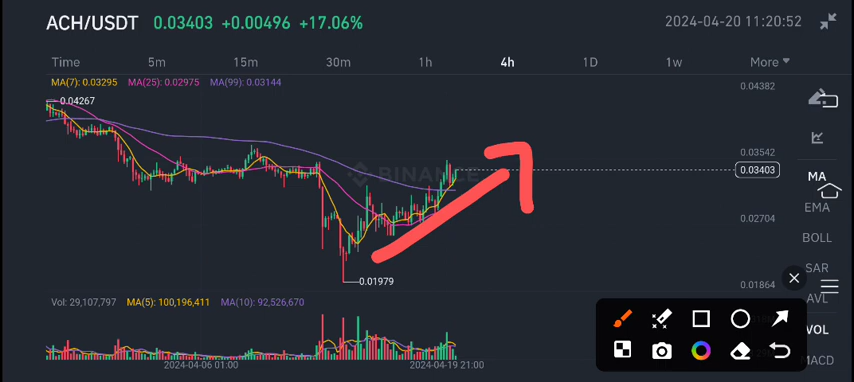 ACH/USDT 0.03403 +0.00496 +17.06% 2024-04-20 11:20:52
Time 5m 15m 30m 1h 4h 1D 1w More
MA(7): 0.03295 MA(25): 0.02975 MA(99): 0.03144
0.04382
0.04267
0.03542
BINANCE
0.03403
MA
EMA
0.02704
BOLL
SAR
0.01979
0.01864
AVL
Vol: 29,107,797 MA(5): 100,196,411 MA(10): 92,526,670
VOL
MACD
2024-04-06 01:00 2024-04-19 21:00